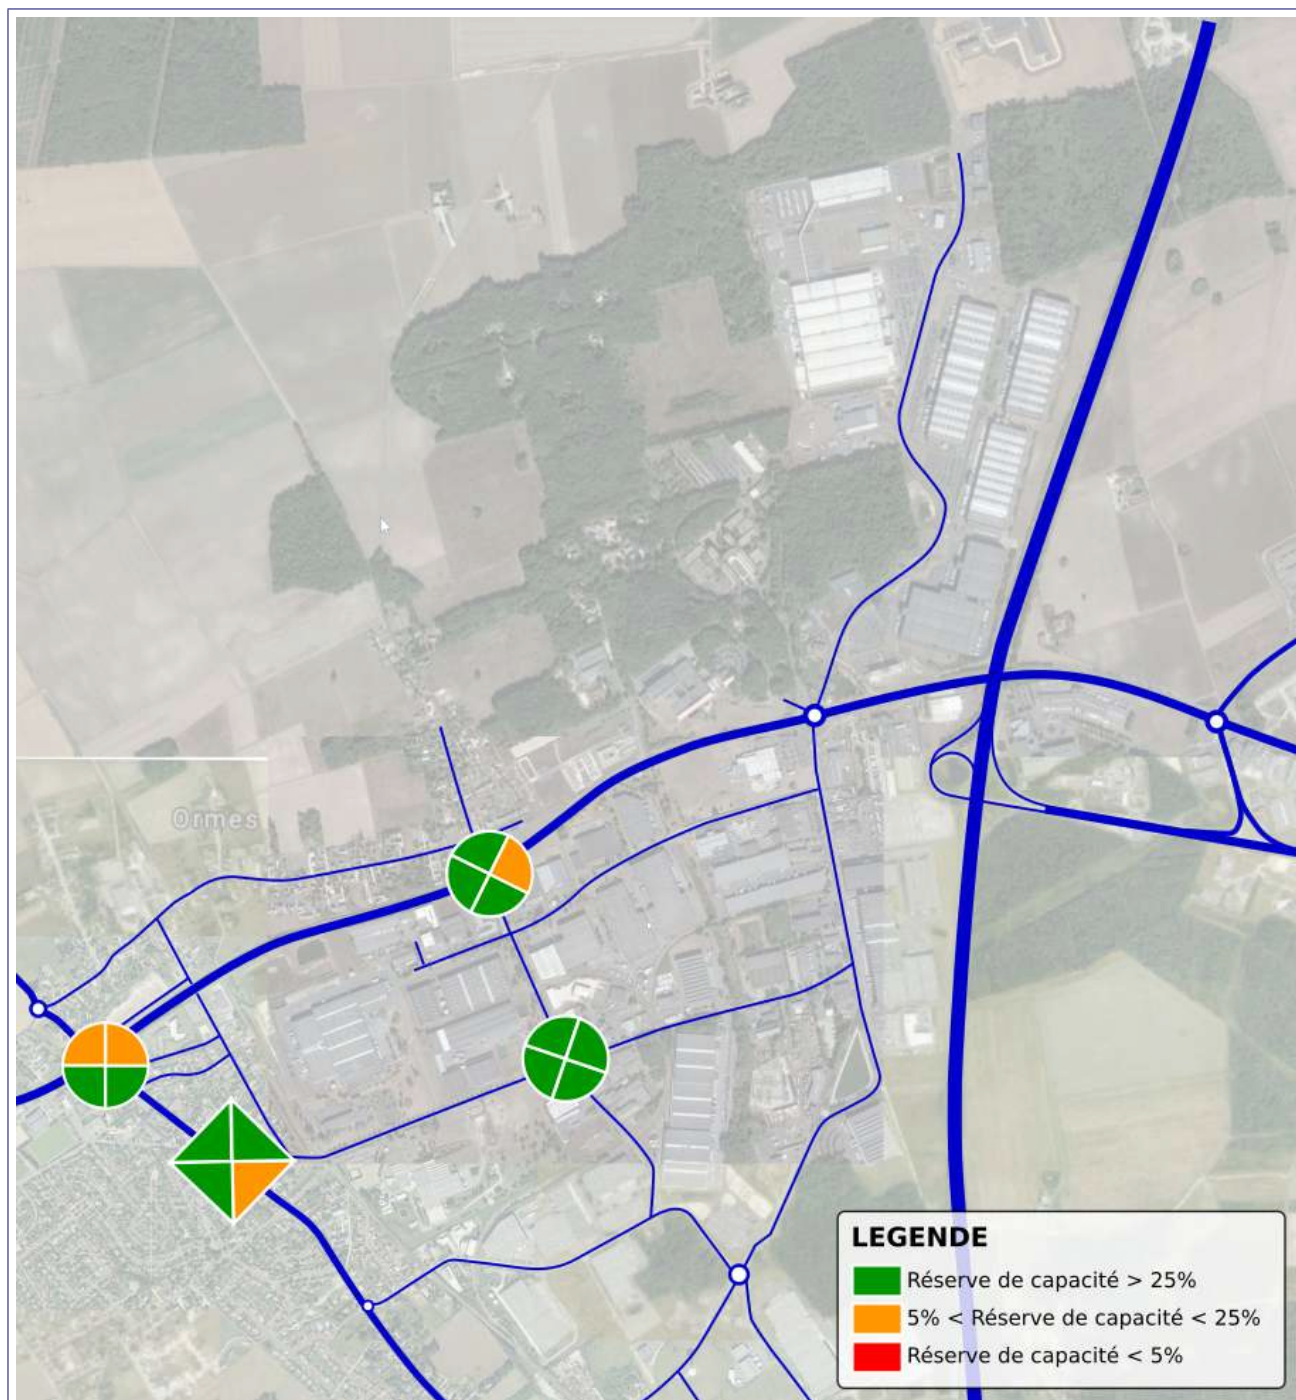 Ormes
LEGENDE
Réserve de capacité > 25%
5% < Réserve de capacité < 25%
Réserve de capacité < 5%